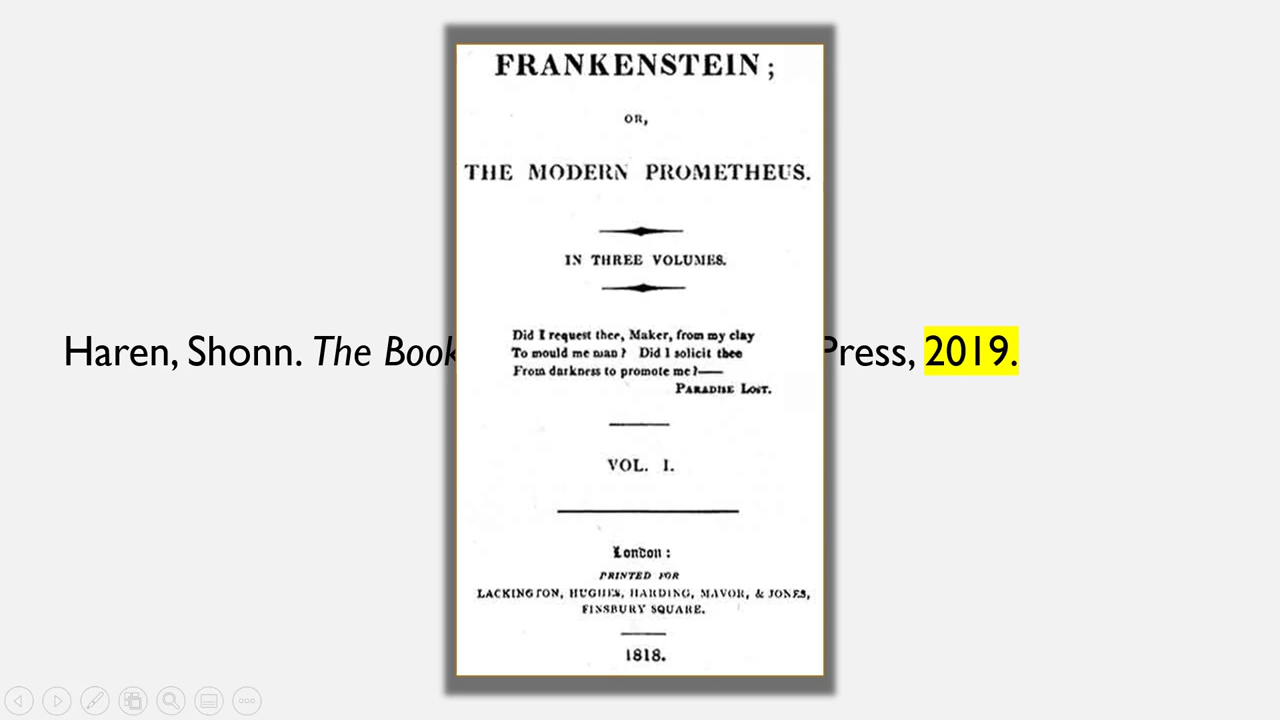 FRANKENSTEIN;
OR,
THE MODERN PROMETHEUS.
IN THREE VOLUMES.
Did I request thee, Maker, from my clay
To mould me man? Did I solicit thee
From darkness to promote me?—
PARADISE LOST.
Haren, Shonn. The Book Press, 2019.
VOL. I.
London:
PRINTED FOR
LACKINGTON, HUGHES, HARDING, MAVOR, & JONES,
FINSBURY SQUARE.
1818.